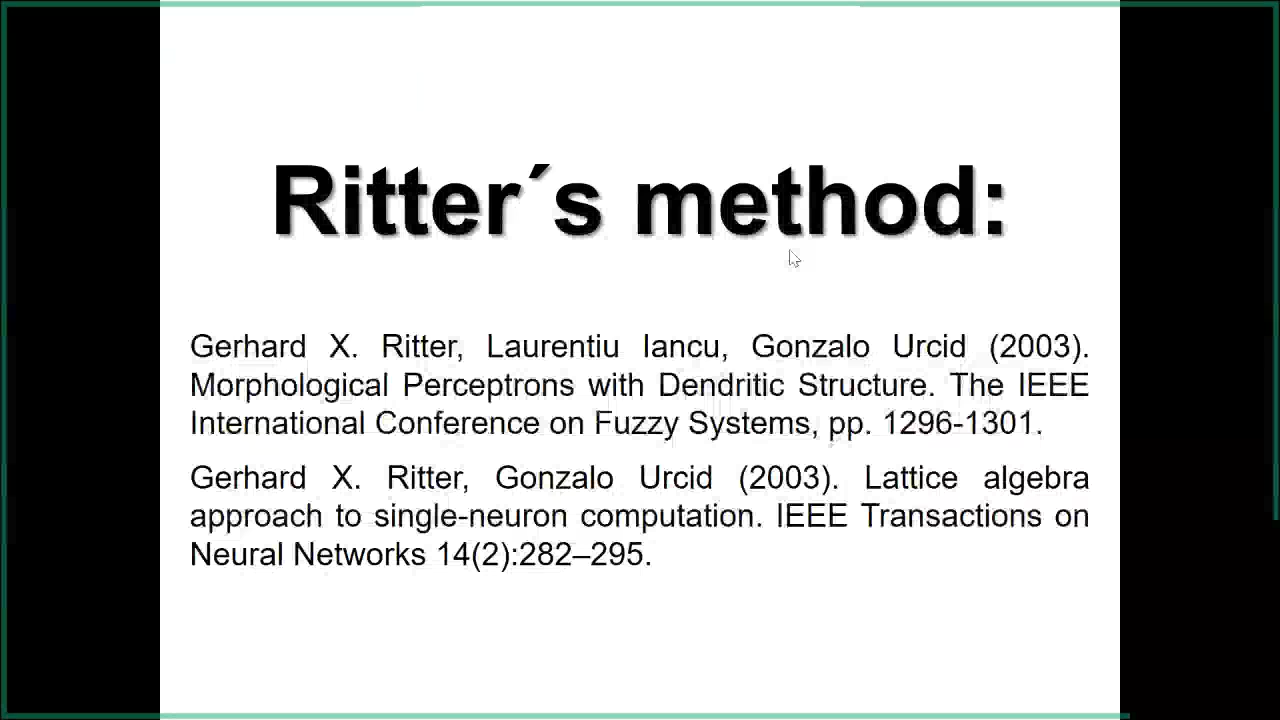 Ritter´s method:
Gerhard X. Ritter, Laurentiu Iancu, Gonzalo Urcid (2003).
Morphological Perceptrons with Dendritic Structure. The IEEE
International Conference on Fuzzy Systems, pp. 1296-1301.
Gerhard X. Ritter, Gonzalo Urcid (2003). Lattice algebra
approach to single-neuron computation. IEEE Transactions on
Neural Networks 14(2):282–295.